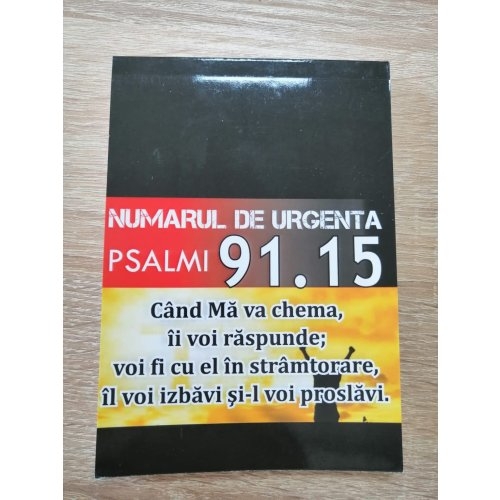 NUMARUL DE URGENTA
PSALMI 91.15
Când Mă va chema,
îi voi răspunde;
voi fi cu el în strâmtorare,
îl voi izbăvi şi-l voi proslăvi.